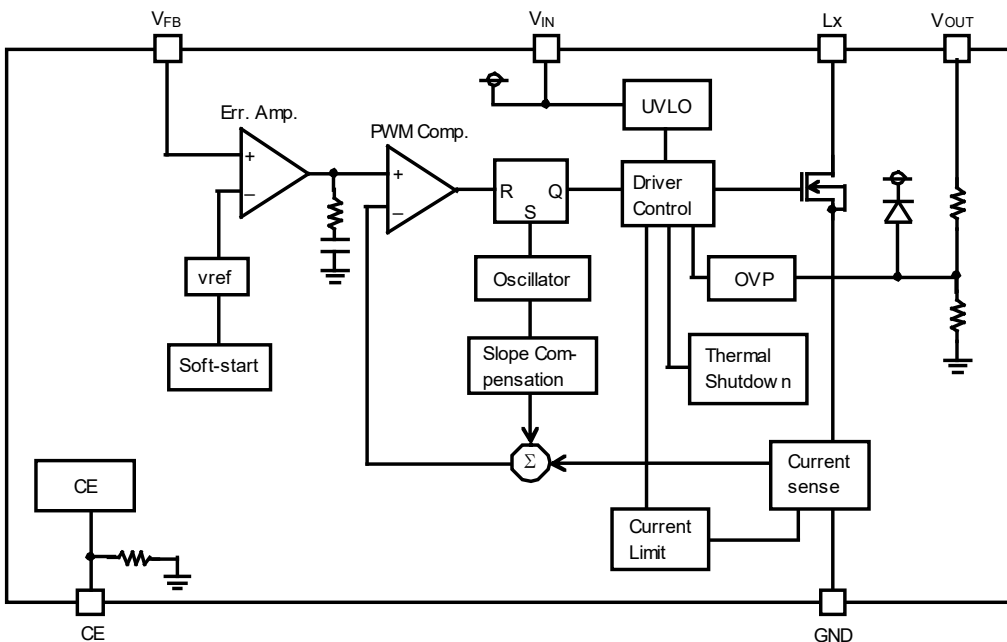 VFB
VIN
Lx
VOUT
Err. Amp.
PWM Comp.
UVLO
+
−
+
−
R
Q
S
Driver
Control
vref
Oscillator
OVP
Soft-start
Slope Com-
pensation
Thermal
Shutdown
Σ
CE
Current
sense
Current
Limit
CE
GND